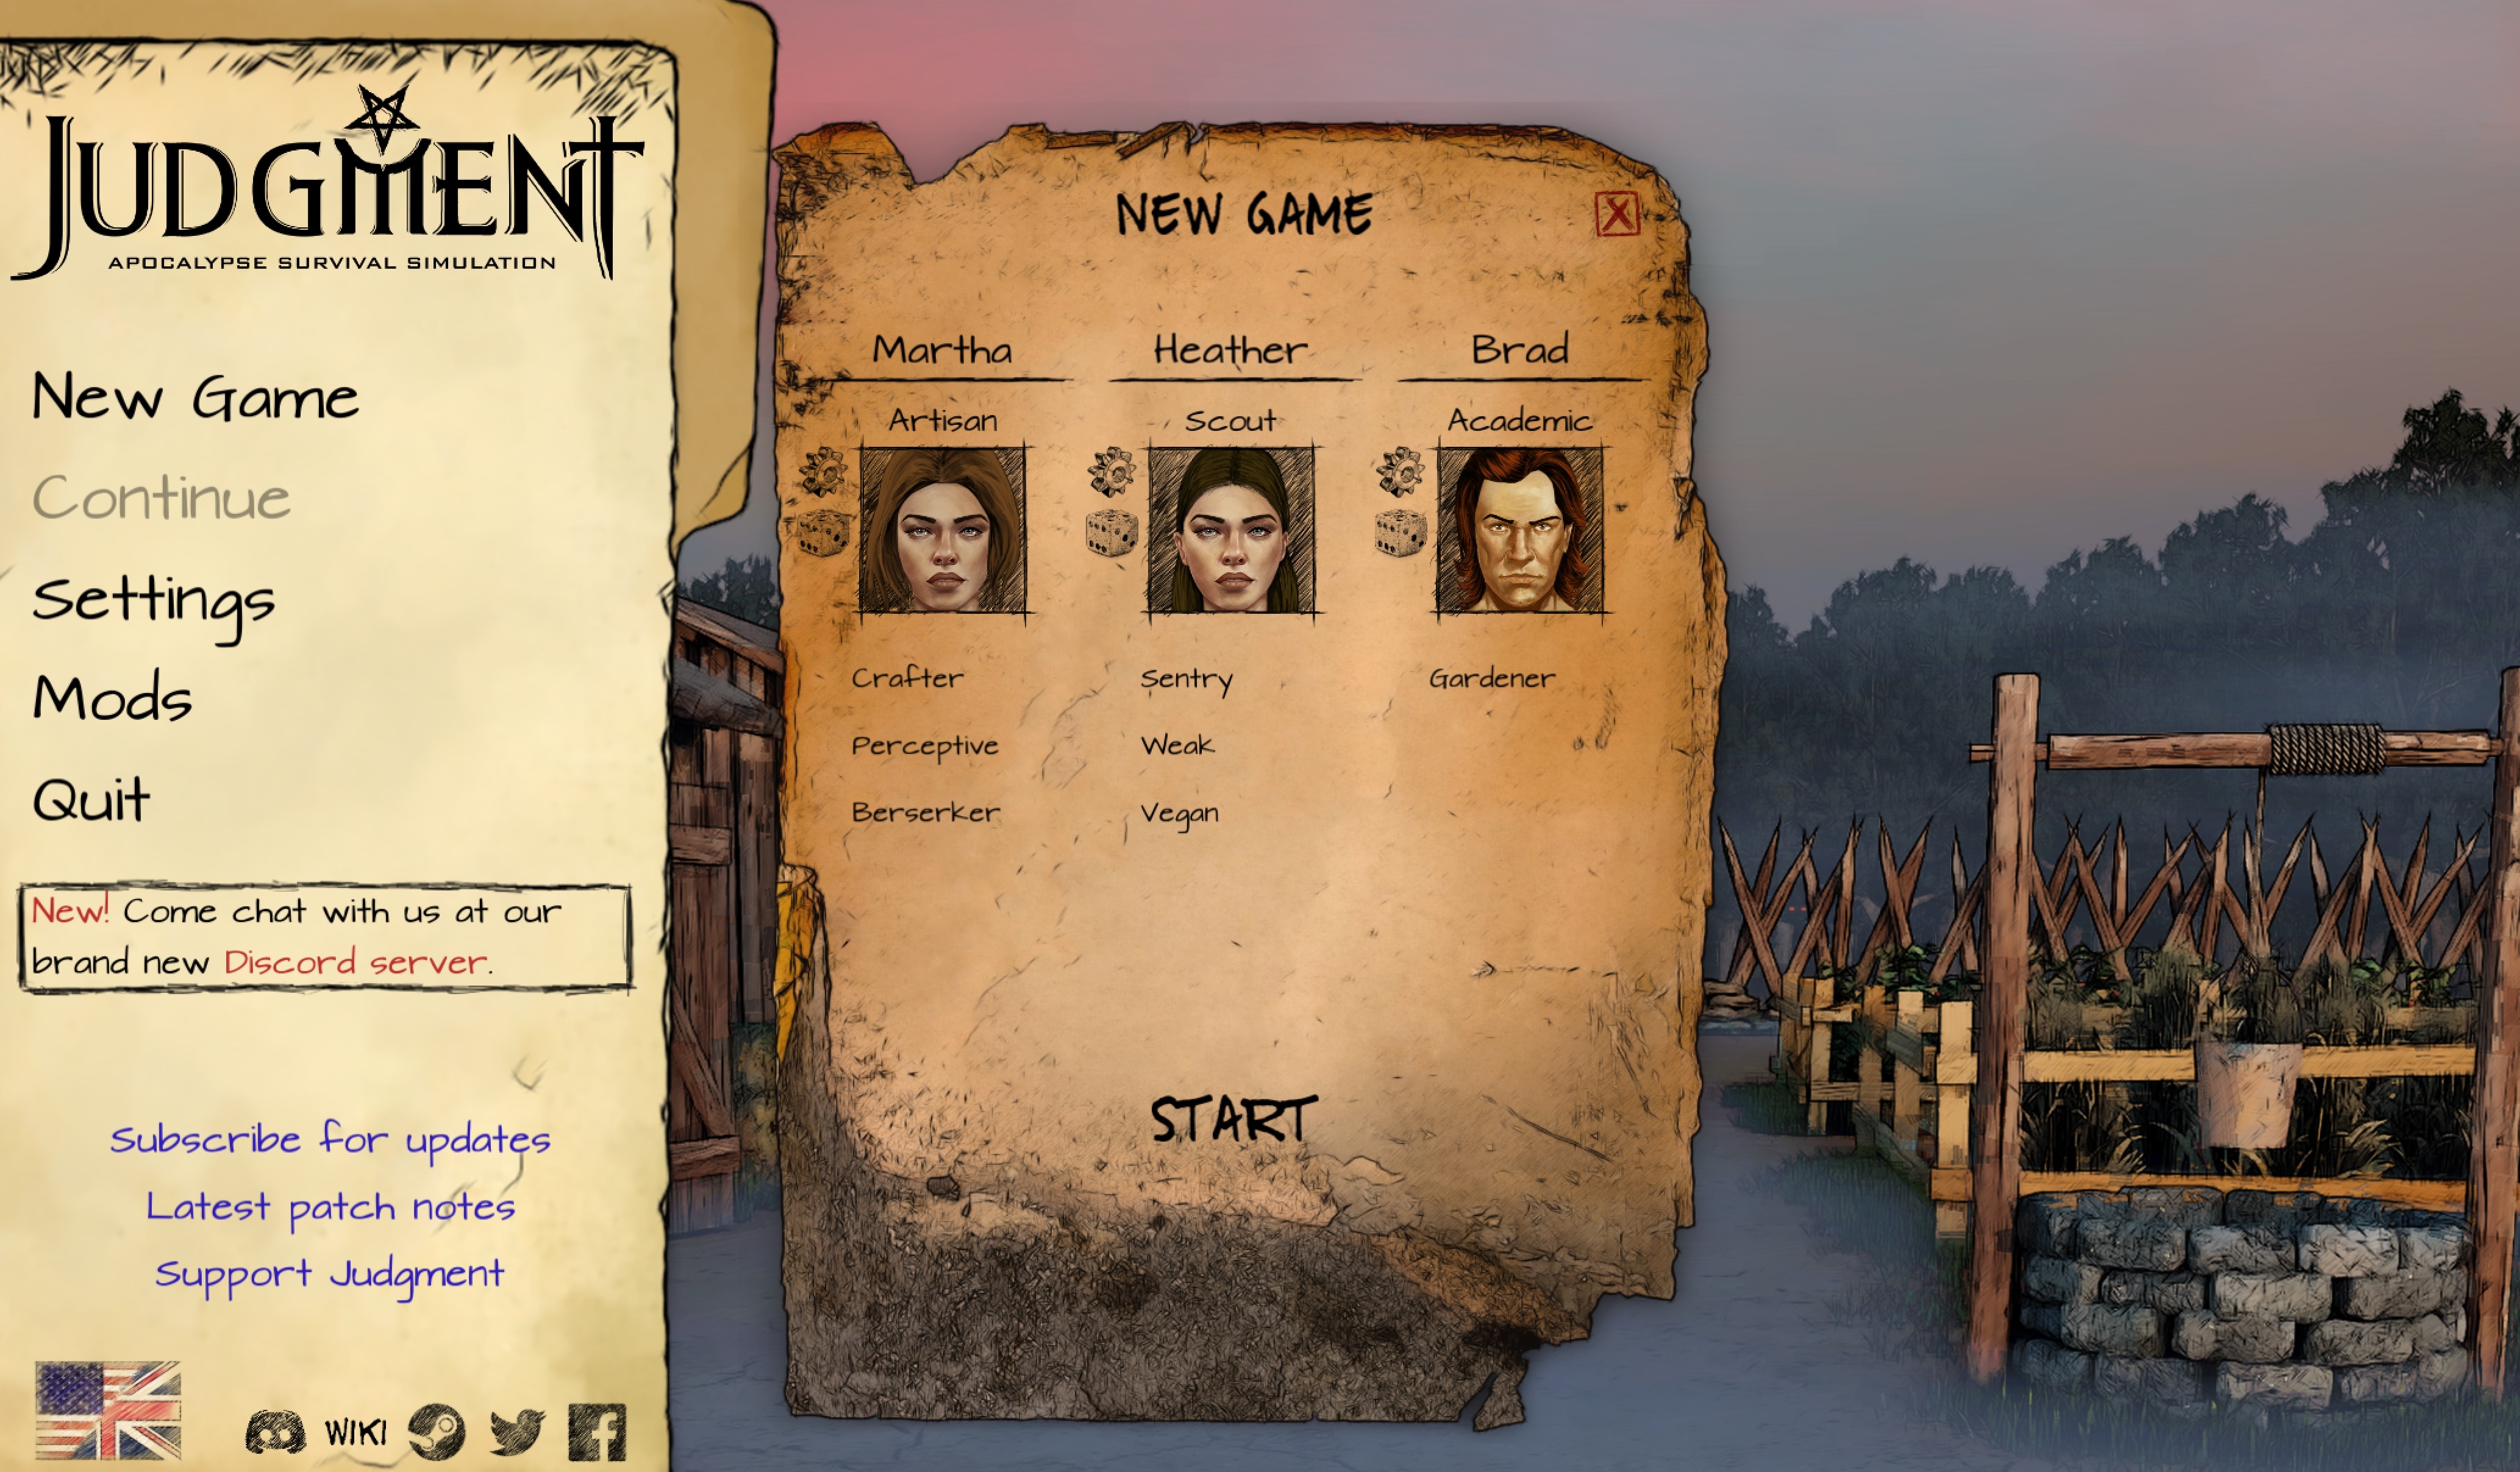 JUDGMENT
APOCALYPSE SURVIVAL SIMULATION
New Game
Continue
Settings
Mods
Quit
New! Come chat with us at our
brand new Discord server.
Subscribe for updates
Latest patch notes
Support Judgment
WIKI
NEW GAME
X
Martha Heather Brad
Artisan Scout Academic
Crafter Sentry Gardener
Perceptive Weak
Berserker Vegan
START